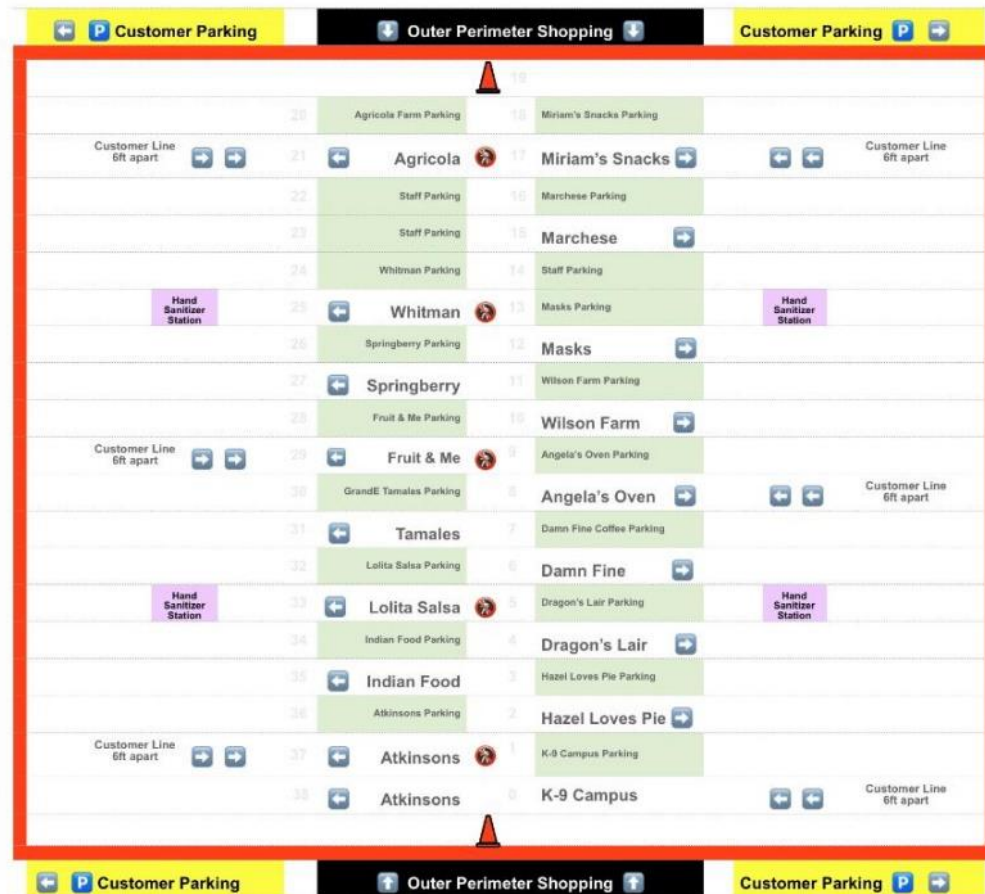 ⬅️ 🅿️ Customer Parking ⬇️ Outer Perimeter Shopping ⬇️ Customer Parking 🅿️ ➡️
19
20 Agricola Farm Parking 18 Miriam's Snacks Parking
Customer Line
6ft apart ➡️ ➡️ 21 ⬅️ Agricola 17 Miriam's Snacks ➡️ ⬅️ ⬅️ Customer Line
6ft apart
22 Staff Parking 16 Marchese Parking
23 Staff Parking 15 Marchese ➡️
24 Whitman Parking 14 Staff Parking
Hand
Sanitizer
Station
25 ⬅️ Whitman 13 Masks Parking
Hand
Sanitizer
Station
26 Springberry Parking 12 Masks ➡️
27 ⬅️ Springberry 11 Wilson Farm Parking
28 Fruit & Me Parking 10 Wilson Farm ➡️
Customer Line
6ft apart ➡️ ➡️ 29 ⬅️ Fruit & Me 9 Angela's Oven Parking
30 GrandE Tamales Parking 8 Angela's Oven ➡️ ⬅️ ⬅️ Customer Line
6ft apart
31 ⬅️ Tamales 7 Damn Fine Coffee Parking
32 Lolita Salsa Parking 6 Damn Fine ➡️
Hand
Sanitizer
Station
33 ⬅️ Lolita Salsa 5 Dragon's Lair Parking
Hand
Sanitizer
Station
34 Indian Food Parking 4 Dragon's Lair ➡️
35 ⬅️ Indian Food 3 Hazel Loves Pie Parking
36 Atkinsons Parking 2 Hazel Loves Pie ➡️
Customer Line
6ft apart ➡️ ➡️ 37 ⬅️ Atkinsons 1 K-9 Campus Parking
38 ⬅️ Atkinsons 0 K-9 Campus ⬅️ ⬅️ Customer Line
6ft apart
⬅️ 🅿️ Customer Parking ⬆️ Outer Perimeter Shopping ⬆️ Customer Parking 🅿️ ➡️